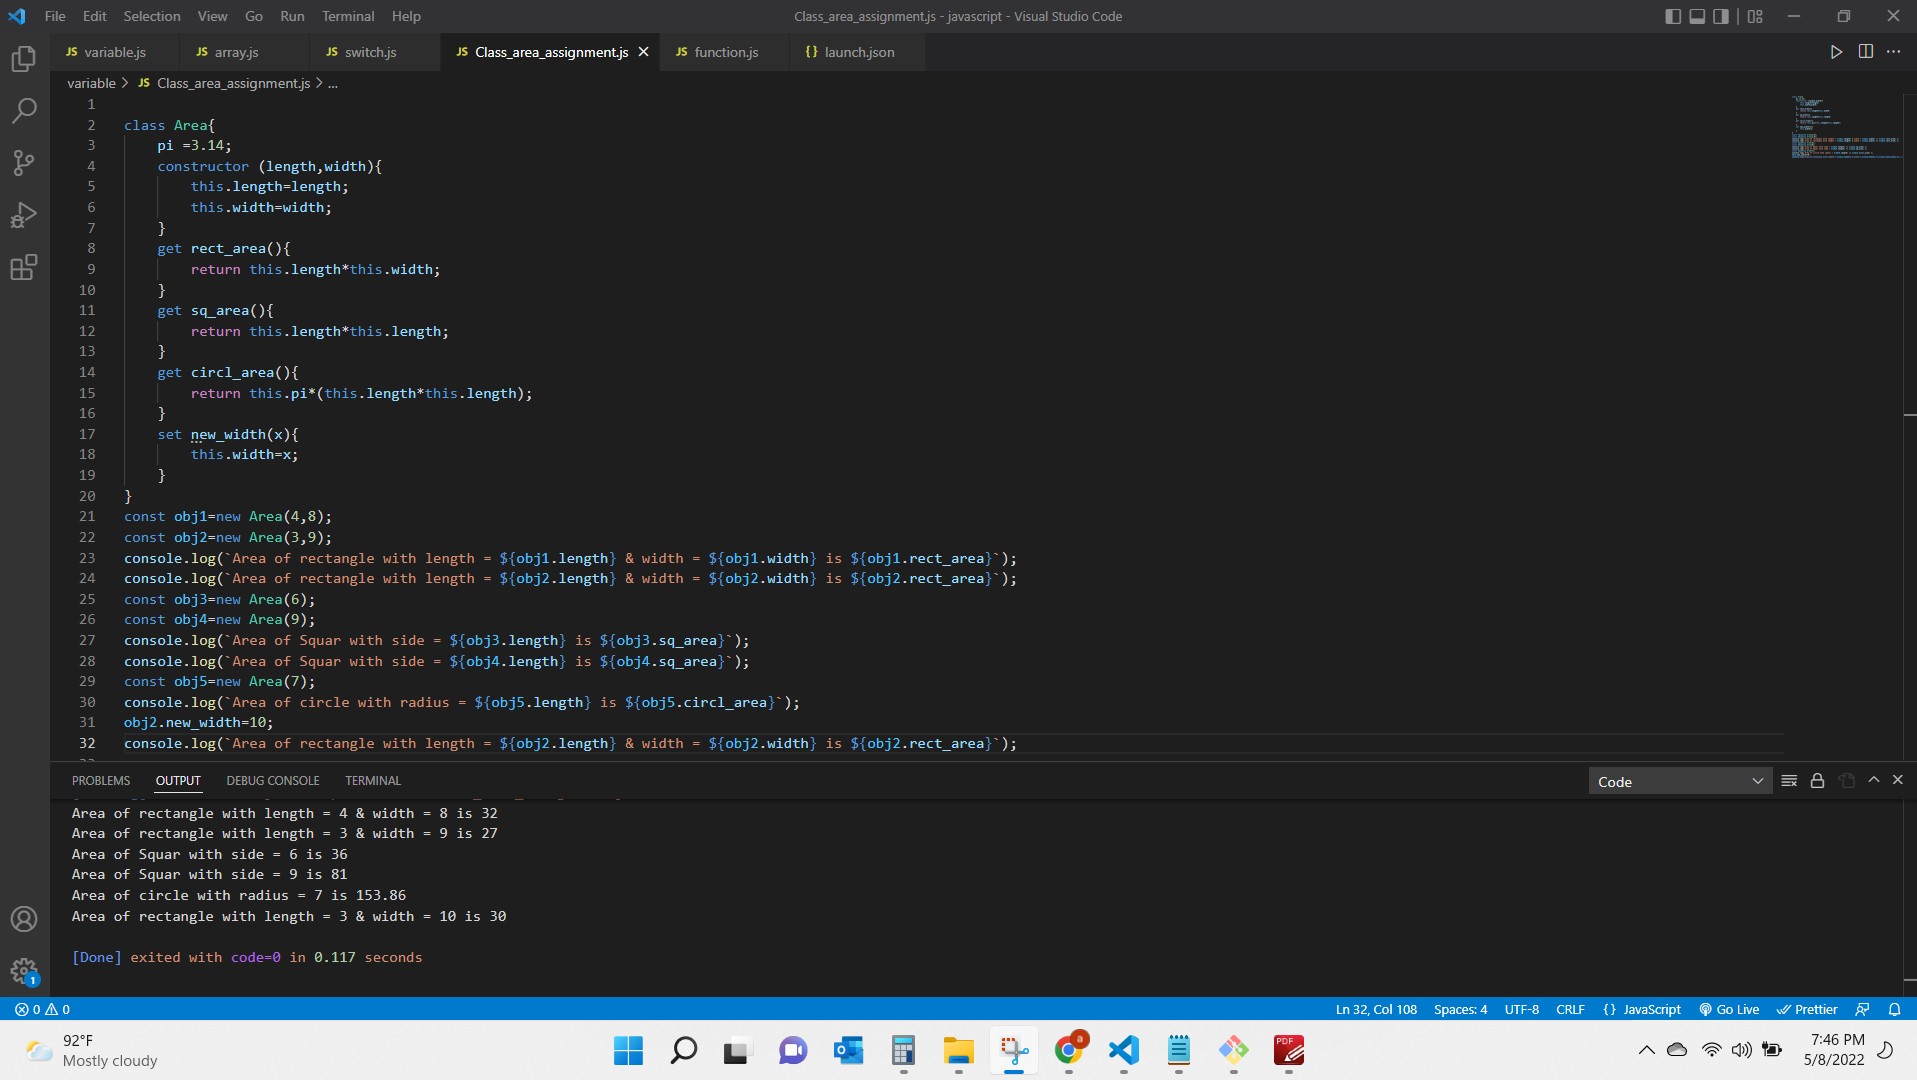 File Edit Selection View Go Run Terminal Help
Class_area_assignment.js - javascript - Visual Studio Code
JS variable.js JS array.js JS switch.js JS Class_area_assignment.js JS function.js {} launch.json
variable > JS Class_area_assignment.js > ...
1
2 class Area{
3     pi =3.14;
4     constructor (length,width){
5         this.length=length;
6         this.width=width;
7     }
8     get rect_area(){
9         return this.length*this.width;
10     }
11     get sq_area(){
12         return this.length*this.length;
13     }
14     get circl_area(){
15         return this.pi*(this.length*this.length);
16     }
17     set new_width(x){
18         this.width=x;
19     }
20 }
21 const obj1=new Area(4,8);
22 const obj2=new Area(3,9);
23 console.log(`Area of rectangle with length = ${obj1.length} & width = ${obj1.width} is ${obj1.rect_area}`);
24 console.log(`Area of rectangle with length = ${obj2.length} & width = ${obj2.width} is ${obj2.rect_area}`);
25 const obj3=new Area(6);
26 const obj4=new Area(9);
27 console.log(`Area of Squar with side = ${obj3.length} is ${obj3.sq_area}`);
28 console.log(`Area of Squar with side = ${obj4.length} is ${obj4.sq_area}`);
29 const obj5=new Area(7);
30 console.log(`Area of circle with radius = ${obj5.length} is ${obj5.circl_area}`);
31 obj2.new_width=10;
32 console.log(`Area of rectangle with length = ${obj2.length} & width = ${obj2.width} is ${obj2.rect_area}`);
PROBLEMS OUTPUT DEBUG CONSOLE TERMINAL
Code
Area of rectangle with length = 4 & width = 8 is 32
Area of rectangle with length = 3 & width = 9 is 27
Area of Squar with side = 6 is 36
Area of Squar with side = 9 is 81
Area of circle with radius = 7 is 153.86
Area of rectangle with length = 3 & width = 10 is 30
[Done] exited with code=0 in 0.117 seconds
1
0 0
Ln 32, Col 108 Spaces: 4 UTF-8 CRLF {} JavaScript Go Live Prettier
92°F
Mostly cloudy
a
PDF
7:46 PM
5/8/2022